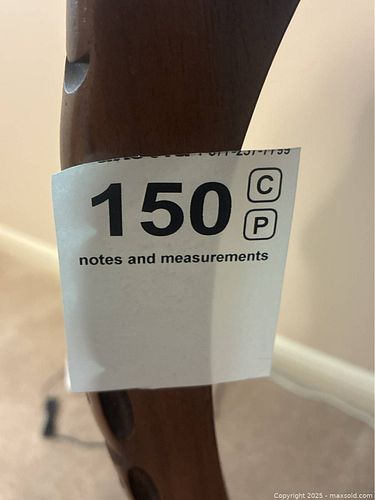 150
C
P
notes and measurements
Copyright 2025 - maxsold.com